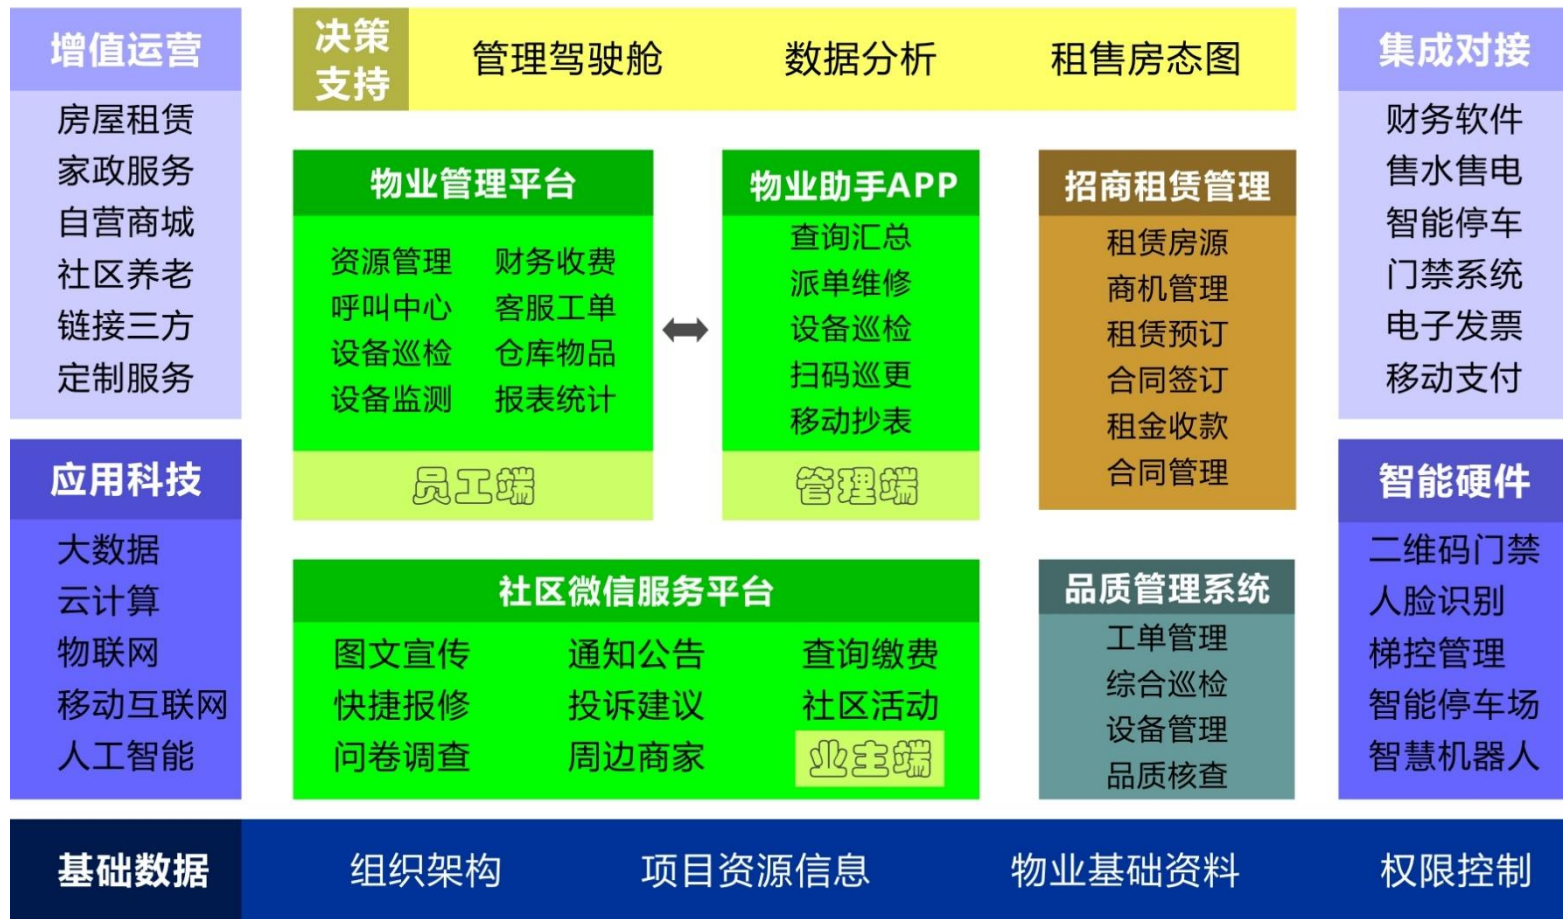 增值运营
房屋租赁
家政服务
自营商城
社区养老
链接三方
定制服务
决策
支持
管理驾驶舱
数据分析
租售房态图
集成对接
财务软件
售水售电
智能停车
门禁系统
电子发票
移动支付
物业管理平台
资源管理 财务收费
呼叫中心 客服工单
设备巡检 仓库物品
设备监测 报表统计
员工端
物业助手APP
查询汇总
派单维修
设备巡检
扫码巡更
移动抄表
管理端
招商租赁管理
租赁房源
商机管理
租赁预订
合同签订
租金收款
合同管理
应用科技
大数据
云计算
物联网
移动互联网
人工智能
社区微信服务平台
图文宣传 通知公告 查询缴费
快捷报修 投诉建议 社区活动
问卷调查 周边商家 业主端
品质管理系统
工单管理
综合巡检
设备管理
品质核查
智能硬件
二维码门禁
人脸识别
梯控管理
智能停车场
智慧机器人
基础数据 组织架构 项目资源信息 物业基础资料 权限控制